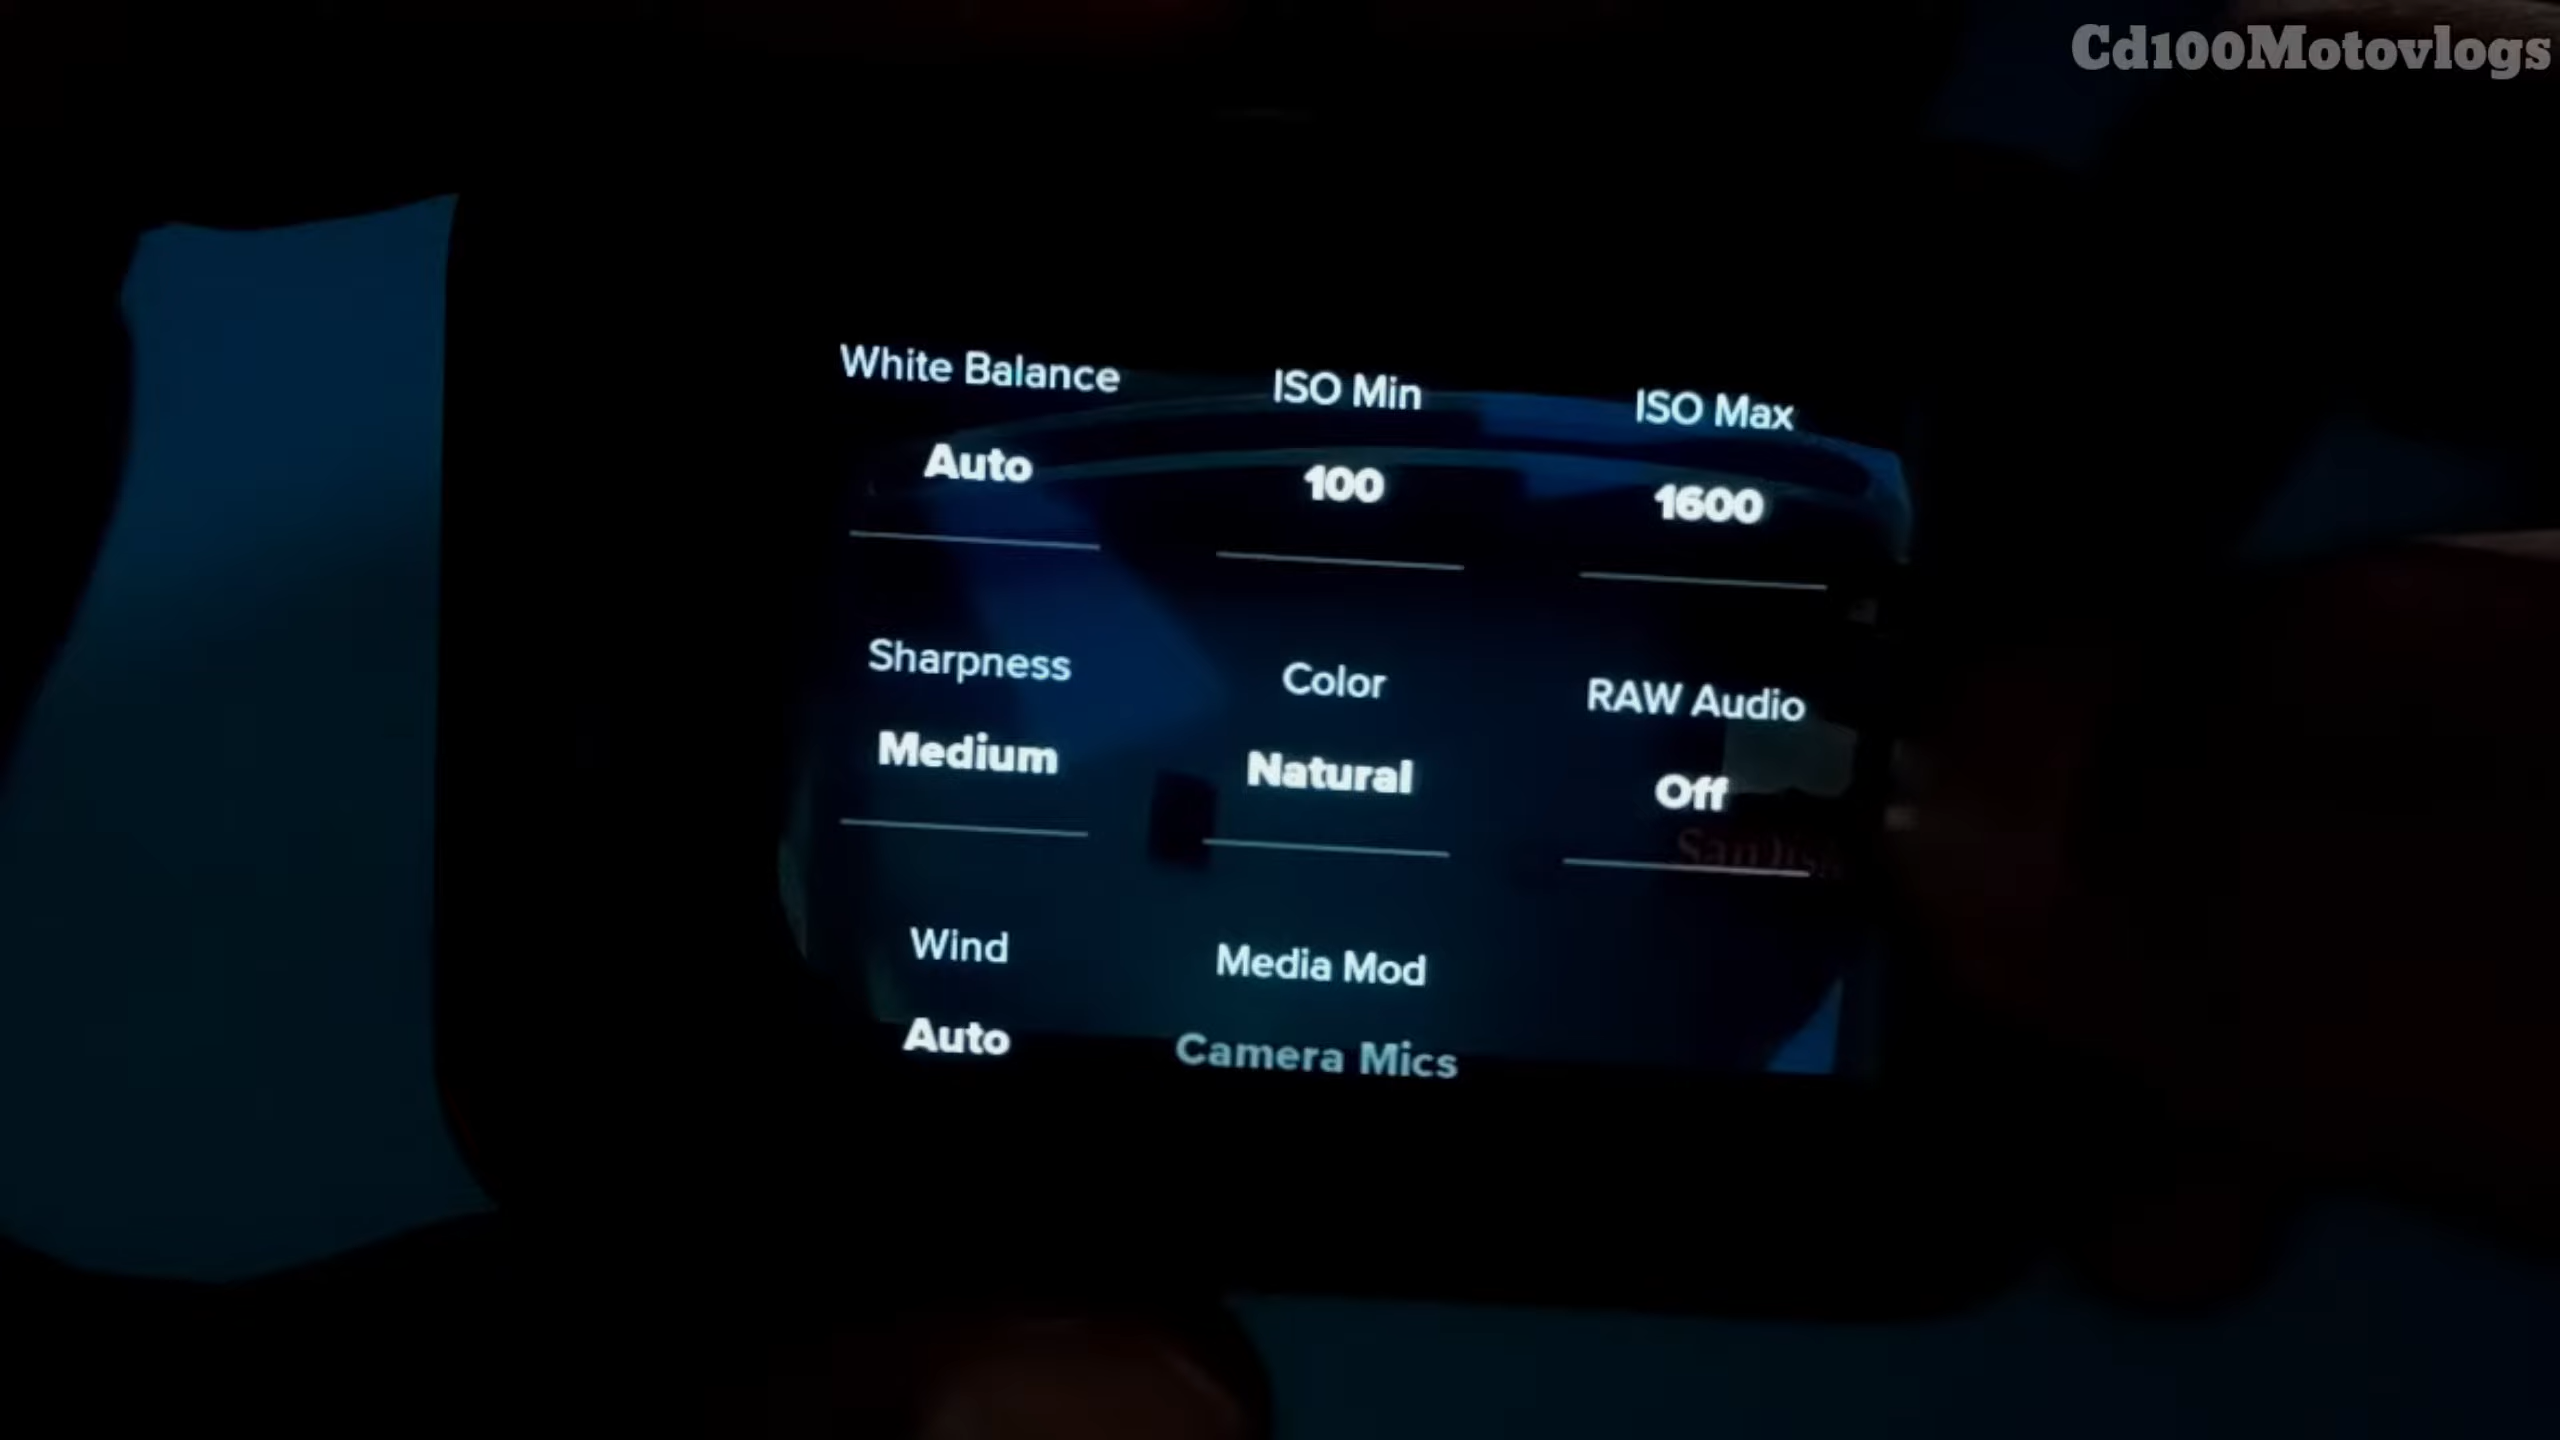 Cd100Motovlogs
White Balance
Auto
ISO Min
100
ISO Max
1600
Sharpness
Medium
Color
Natural
RAW Audio
Off
SanDisk
Wind
Auto
Media Mod
Camera Mics